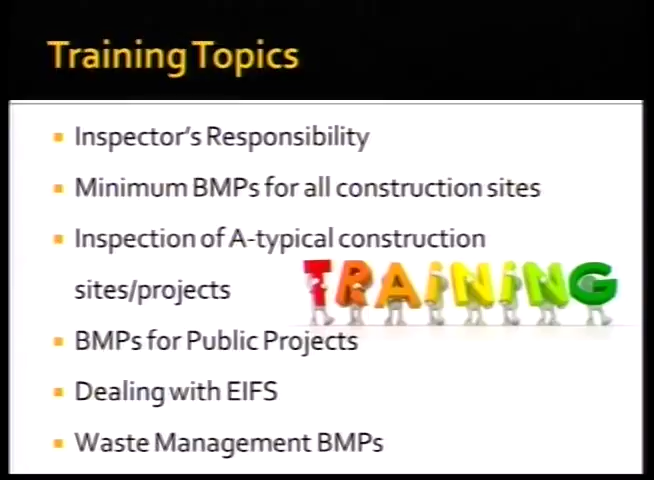 Training Topics
Inspector's Responsibility
Minimum BMPs for all construction sites
Inspection of A-typical construction
sites/projects
TRAiNiNG
BMPs for Public Projects
Dealing with EIFS
Waste Management BMPs